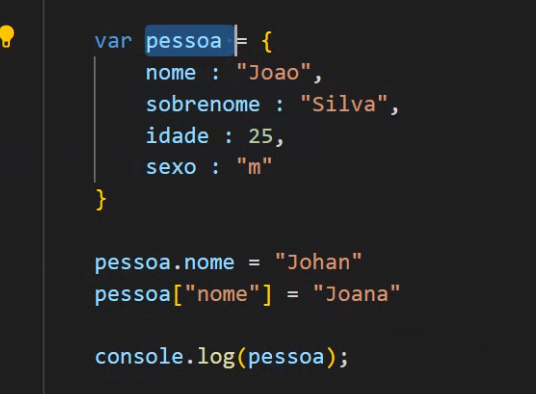 var pessoa = {
nome : "Joao",
sobrenome : "Silva",
idade : 25,
sexo : "m"
}
pessoa.nome = "Johan"
pessoa["nome"] = "Joana"
console.log(pessoa);